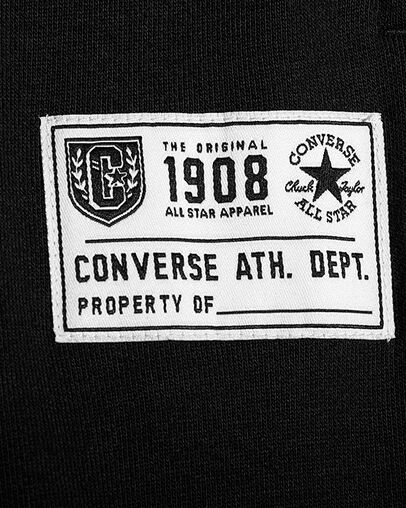 C
THE ORIGINAL
1908
ALL STAR APPAREL
CONVERSE
Chuck Taylor
ALL STAR
CONVERSE ATH. DEPT.
PROPERTY OF